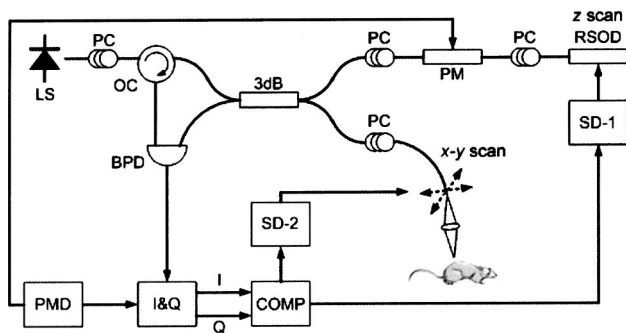 z scan
PC
PC
PC
RSOD
3dB
LS
OC
PM
PC
SD-1
BPD
x-y scan
SD-2
I
PMD
I&Q
COMP
Q